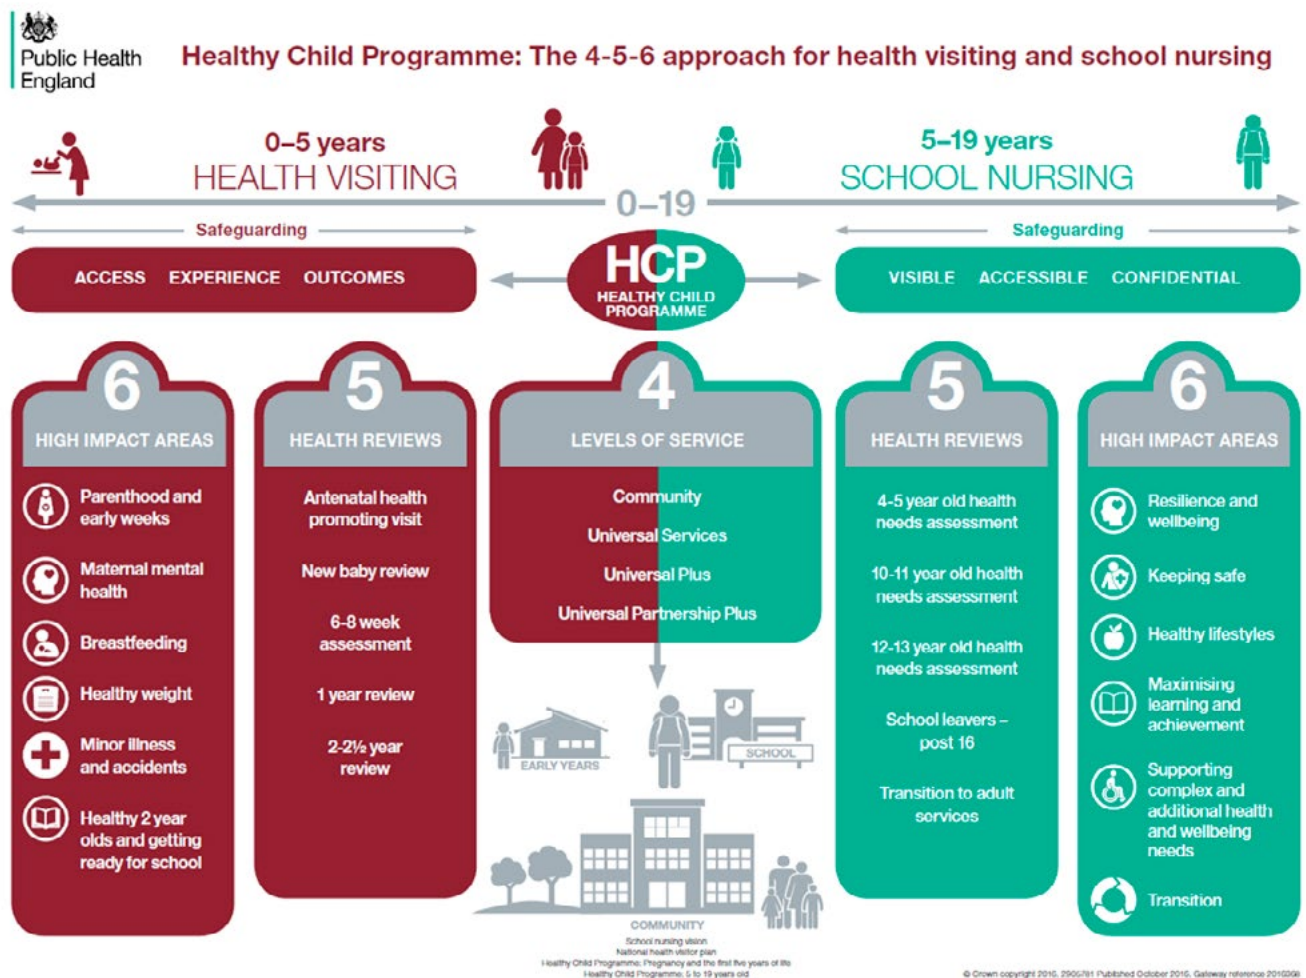 Public Health
England
Healthy Child Programme: The 4-5-6 approach for health visiting and school nursing
0–5 years
HEALTH VISITING
5–19 years
SCHOOL NURSING
0–19
Safeguarding
Safeguarding
ACCESS EXPERIENCE OUTCOMES
HCP
HEALTHY CHILD
PROGRAMME
VISIBLE ACCESSIBLE CONFIDENTIAL
6
HIGH IMPACT AREAS
Parenthood and
early weeks
Maternal mental
health
Breastfeeding
Healthy weight
Minor illness
and accidents
Healthy 2 year
olds and getting
ready for school
5
HEALTH REVIEWS
Antenatal health
promoting visit
New baby review
6-8 week
assessment
1 year review
2-2½ year
review
4
LEVELS OF SERVICE
Community
Universal Services
Universal Plus
Universal Partnership Plus
EARLY YEARS
SCHOOL
COMMUNITY
School nursing vision
National health visitor plan
Healthy Child Programme: Pregnancy and the first five years of life
Healthy Child Programme: 5 to 19 years old
5
HEALTH REVIEWS
4-5 year old health
needs assessment
10-11 year old health
needs assessment
12-13 year old health
needs assessment
School leavers –
post 16
Transition to adult
services
6
HIGH IMPACT AREAS
Resilience and
wellbeing
Keeping safe
Healthy lifestyles
Maximising
learning and
achievement
Supporting
complex and
additional health
and wellbeing
needs
Transition
© Crown copyright 2016. 2905781 Published October 2016. Gateway reference